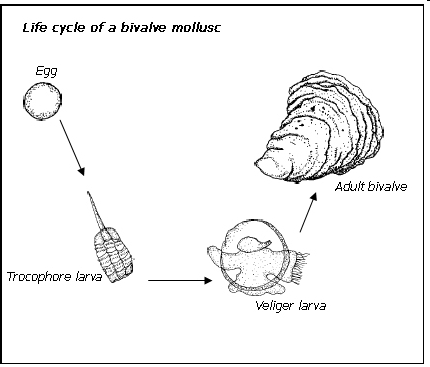 Life cycle of a bivalve mollusc
Egg
Adult bivalve
Trocophore larva
Veliger larva